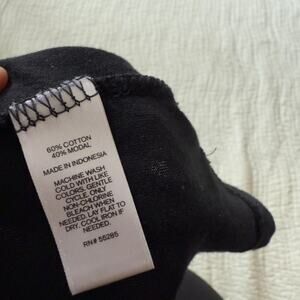 60% COTTON
40% MODAL
MADE IN INDONESIA
MACHINE WASH
COLD WITH LIKE
COLORS, GENTLE
CYCLE. ONLY
NON-CHLORINE
BLEACH WHEN
NEEDED. LAY FLAT TO
DRY. COOL IRON IF
NEEDED.
RN# 55285